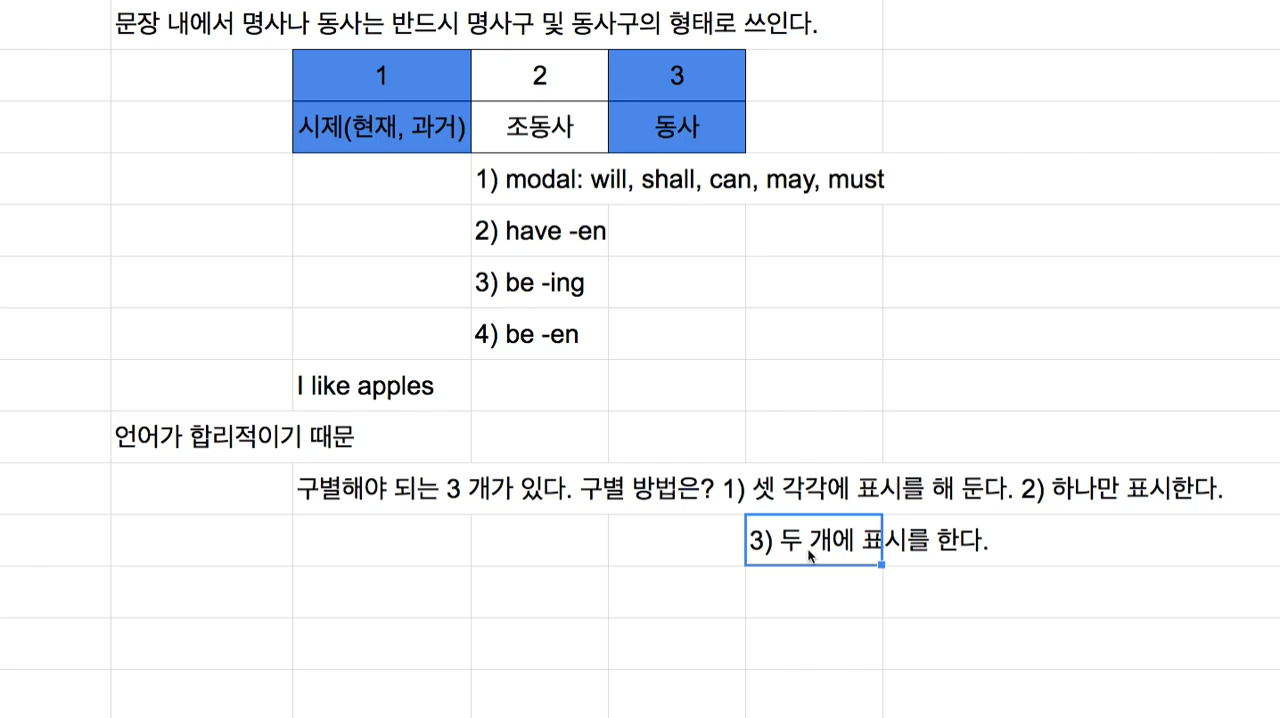 문장 내에서 명사나 동사는 반드시 명사구 및 동사구의 형태로 쓰인다.
1 2 3
시제(현재, 과거) 조동사 동사
1) modal: will, shall, can, may, must
2) have -en
3) be -ing
4) be -en
I like apples
언어가 합리적이기 때문
구별해야 되는 3 개가 있다. 구별 방법은? 1) 셋 각각에 표시를 해 둔다. 2) 하나만 표시한다.
3) 두 개에 표시를 한다.